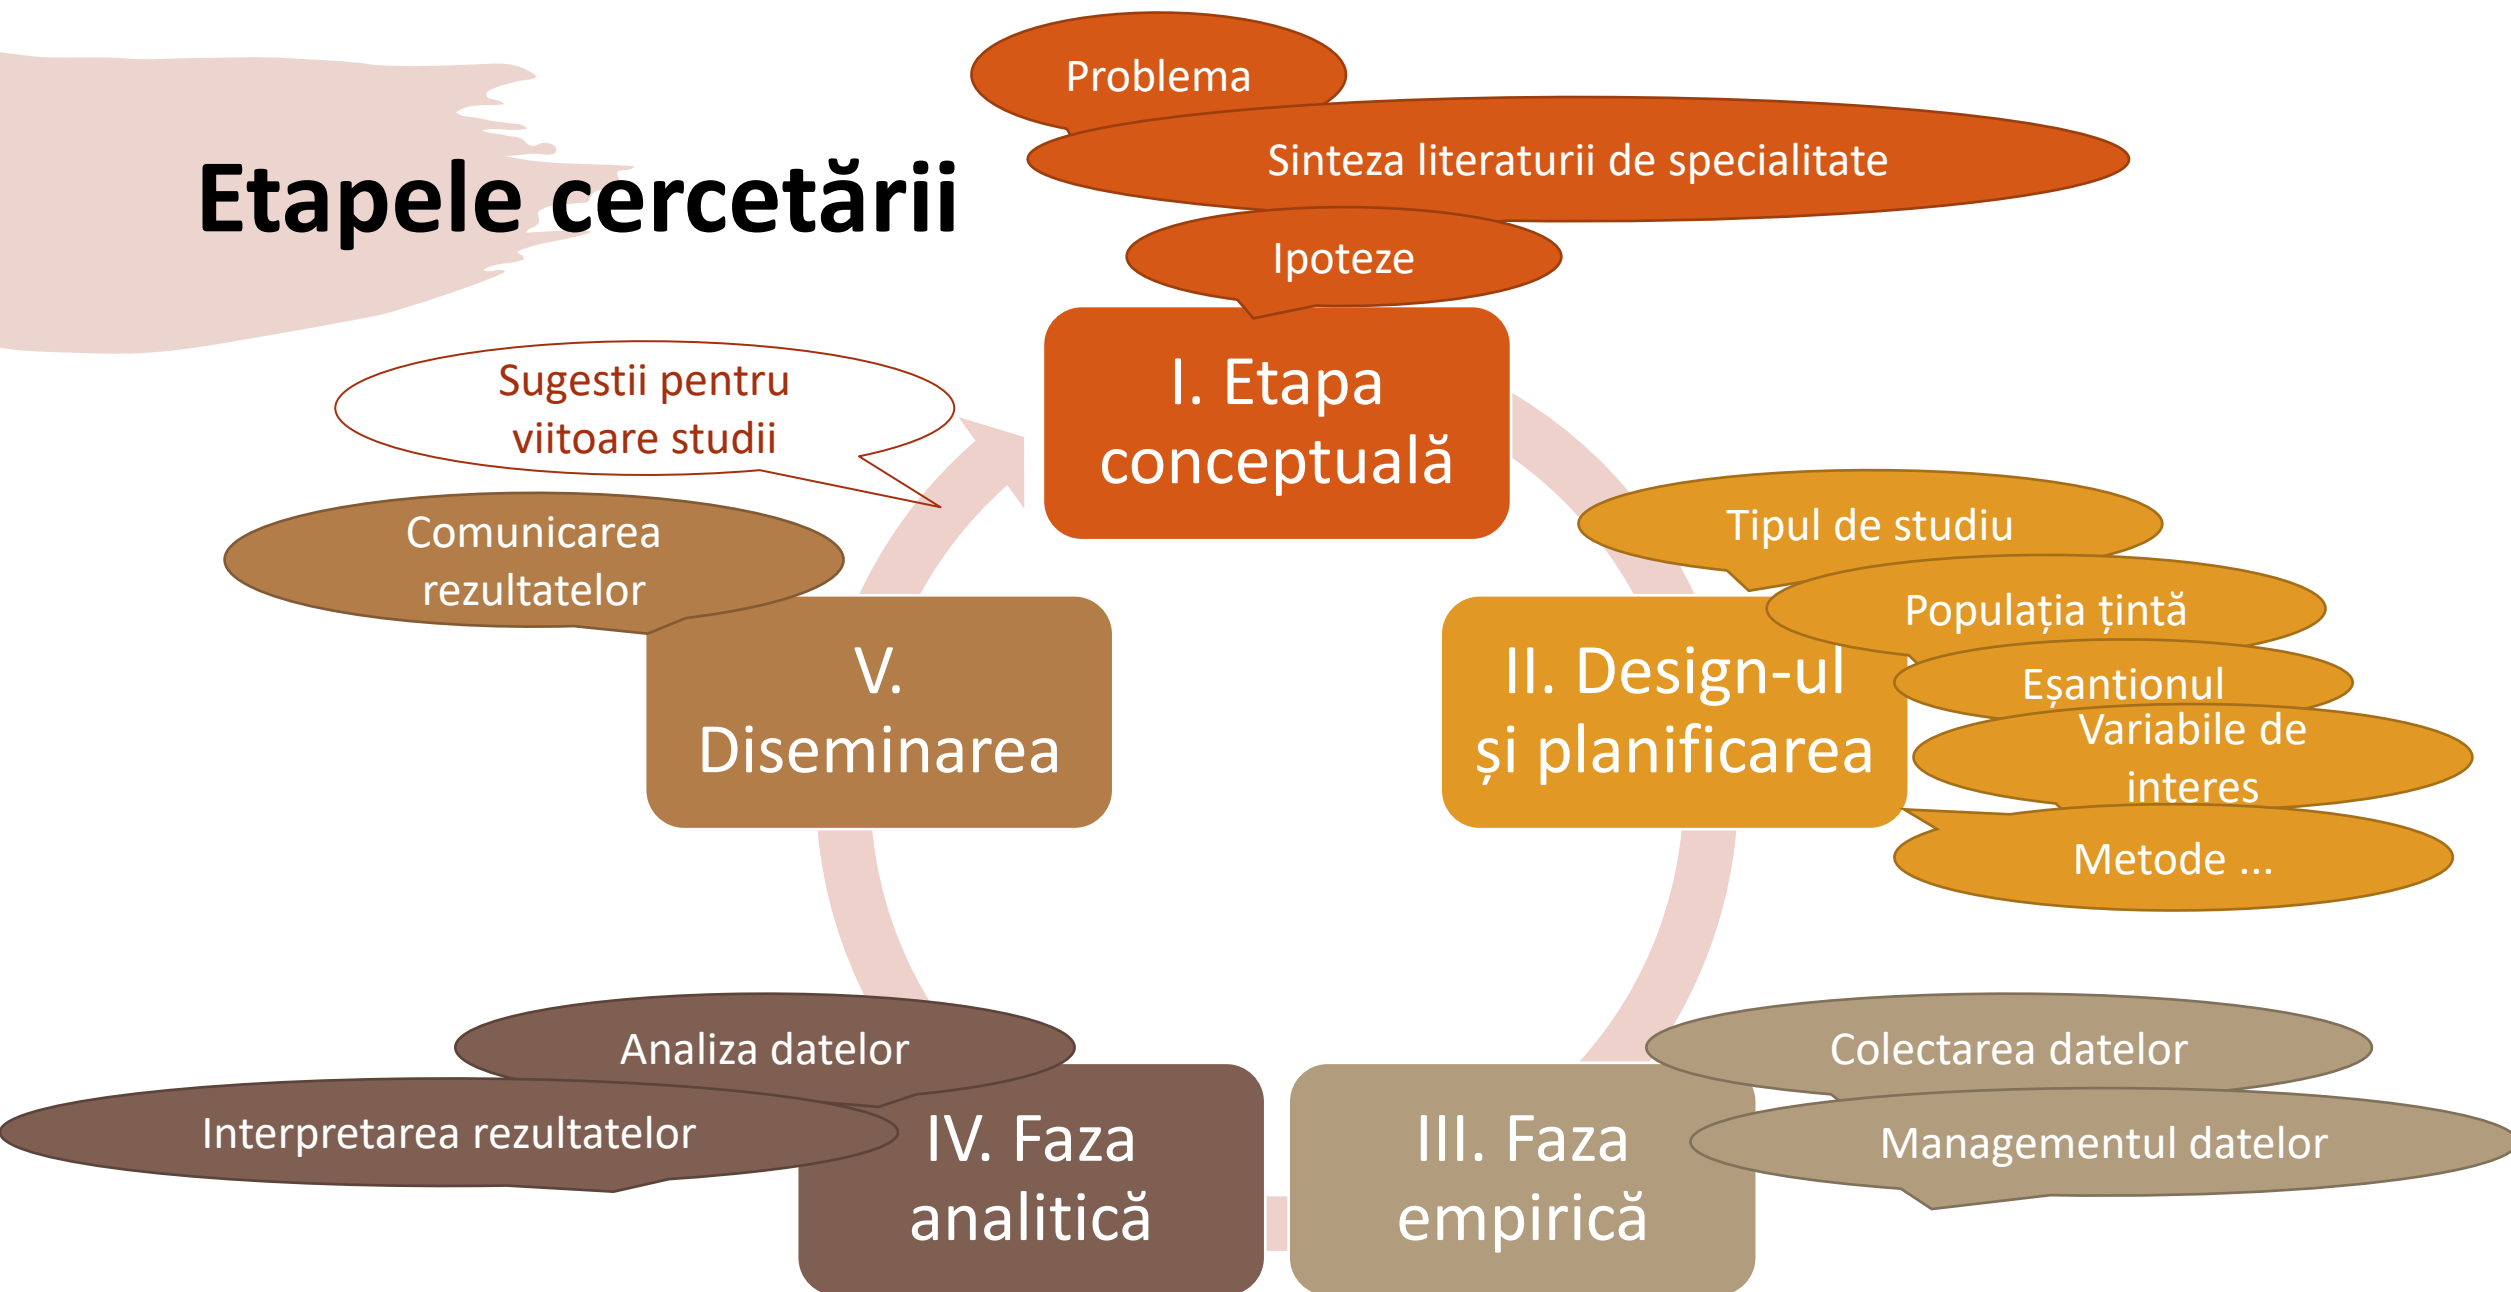 Etapele cercetării
Problema
Sinteza literaturii de specialitate
Ipoteze
I. Etapa
conceptuală
Tipul de studiu
Populația țintă
Eșantionul
Variabile de
interes
Metode ...
II. Design-ul
și planificarea
Colectarea datelor
Managementul datelor
III. Faza
empirică
Analiza datelor
Interpretarea rezultatelor
IV. Faza
analitică
Comunicarea
rezultatelor
V.
Diseminarea
Sugestii pentru
viitoare studii